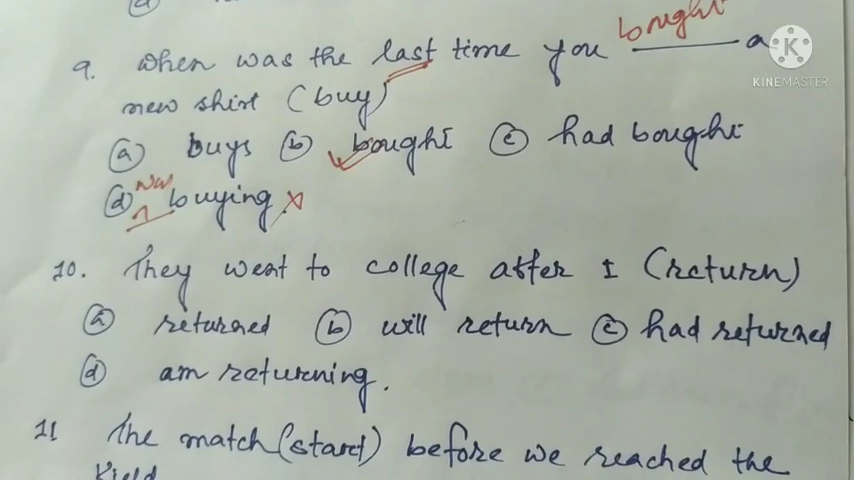 bought
9. When was the last time you ______ a
new shirt (buy)
(a) buys (b) bought (c) had bought
(d) buying
10. They went to college after I (return)
(a) returned (b) will return (c) had returned
(d) am returning.
11 The match (start) before we reached the
K
KINEMASTER